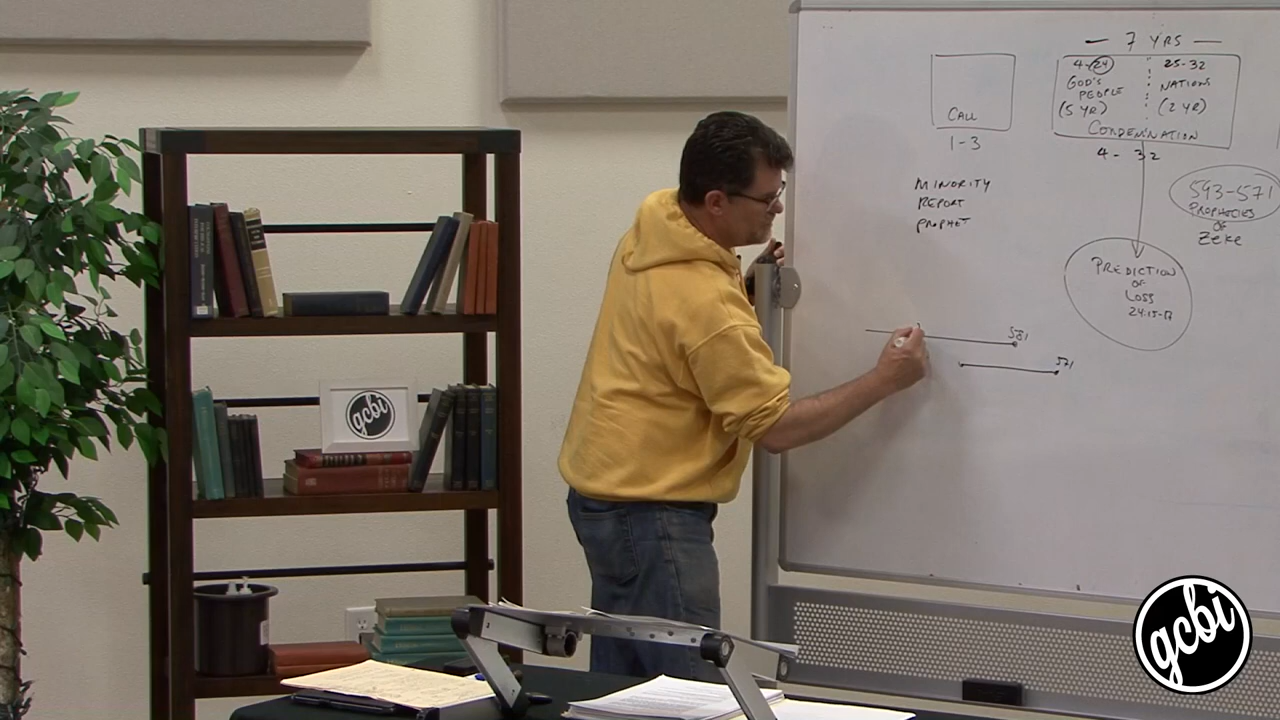 — 7 YRS —
4-24
GOD'S
PEOPLE
(5 YR)
25-32
NATIONS
(2 YR)
CONDEMNATION
4 - 32
CALL
1-3
MINORITY
REPORT
PROPHET
593-571
PROPHECIES
OF
ZEKE
PREDICTION
OF
LOSS
24:15-17
571
gcbi
gcbi